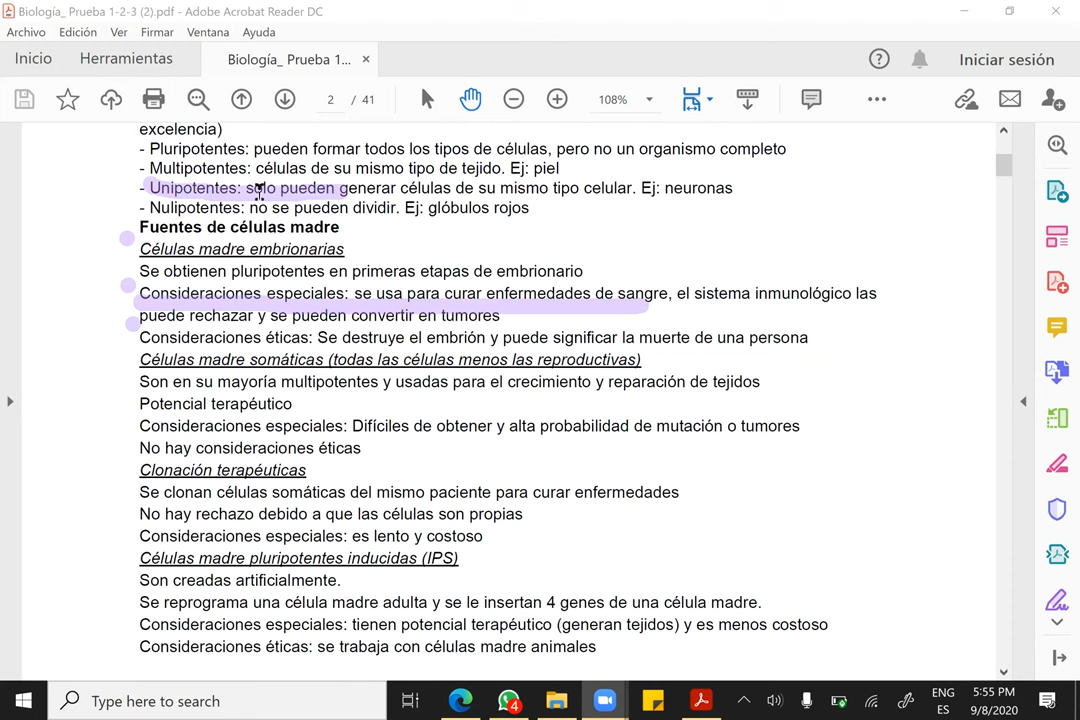 Biología_ Prueba 1-2-3 (2).pdf - Adobe Acrobat Reader DC
Archivo Edición Ver Firmar Ventana Ayuda
Inicio Herramientas Biología_ Prueba 1... × Iniciar sesión
2 / 41 108%
excelencia)
- Pluripotentes: pueden formar todos los tipos de células, pero no un organismo completo
- Multipotentes: células de su mismo tipo de tejido. Ej: piel
- Unipotentes: solo pueden generar células de su mismo tipo celular. Ej: neuronas
- Nulipotentes: no se pueden dividir. Ej: glóbulos rojos
Fuentes de células madre
Células madre embrionarias
Se obtienen pluripotentes en primeras etapas de embrionario
Consideraciones especiales: se usa para curar enfermedades de sangre, el sistema inmunológico las
puede rechazar y se pueden convertir en tumores
Consideraciones éticas: Se destruye el embrión y puede significar la muerte de una persona
Células madre somáticas (todas las células menos las reproductivas)
Son en su mayoría multipotentes y usadas para el crecimiento y reparación de tejidos
Potencial terapéutico
Consideraciones especiales: Difíciles de obtener y alta probabilidad de mutación o tumores
No hay consideraciones éticas
Clonación terapéuticas
Se clonan células somáticas del mismo paciente para curar enfermedades
No hay rechazo debido a que las células son propias
Consideraciones especiales: es lento y costoso
Células madre pluripotentes inducidas (IPS)
Son creadas artificialmente.
Se reprograma una célula madre adulta y se le insertan 4 genes de una célula madre.
Consideraciones especiales: tienen potencial terapéutico (generan tejidos) y es menos costoso
Consideraciones éticas: se trabaja con células madre animales
Type here to search 4 ENG 5:55 PM
ES 9/8/2020